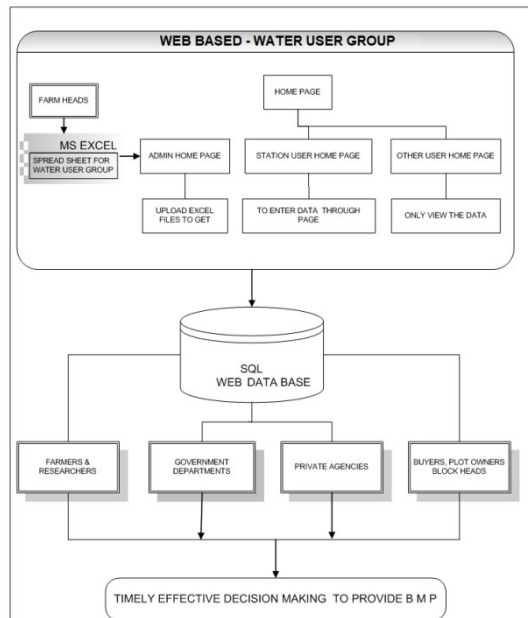 WEB BASED - WATER USER GROUP
FARM HEADS
HOME PAGE
MS EXCEL
SPREAD SHEET FOR
WATER USER GROUP
ADMIN HOME PAGE
STATION USER HOME PAGE
OTHER USER HOME PAGE
UPLOAD EXCEL
FILES TO GET
TO ENTER DATA THROUGH
PAGE
ONLY VIEW THE DATA
SQL
WEB DATA BASE
FARMERS &
RESEARCHERS
GOVERNMENT
DEPARTMENTS
PRIVATE AGENCIES
BUYERS, PLOT OWNERS
BLOCK HEADS
TIMELY EFFECTIVE DECISION MAKING TO PROVIDE B M P